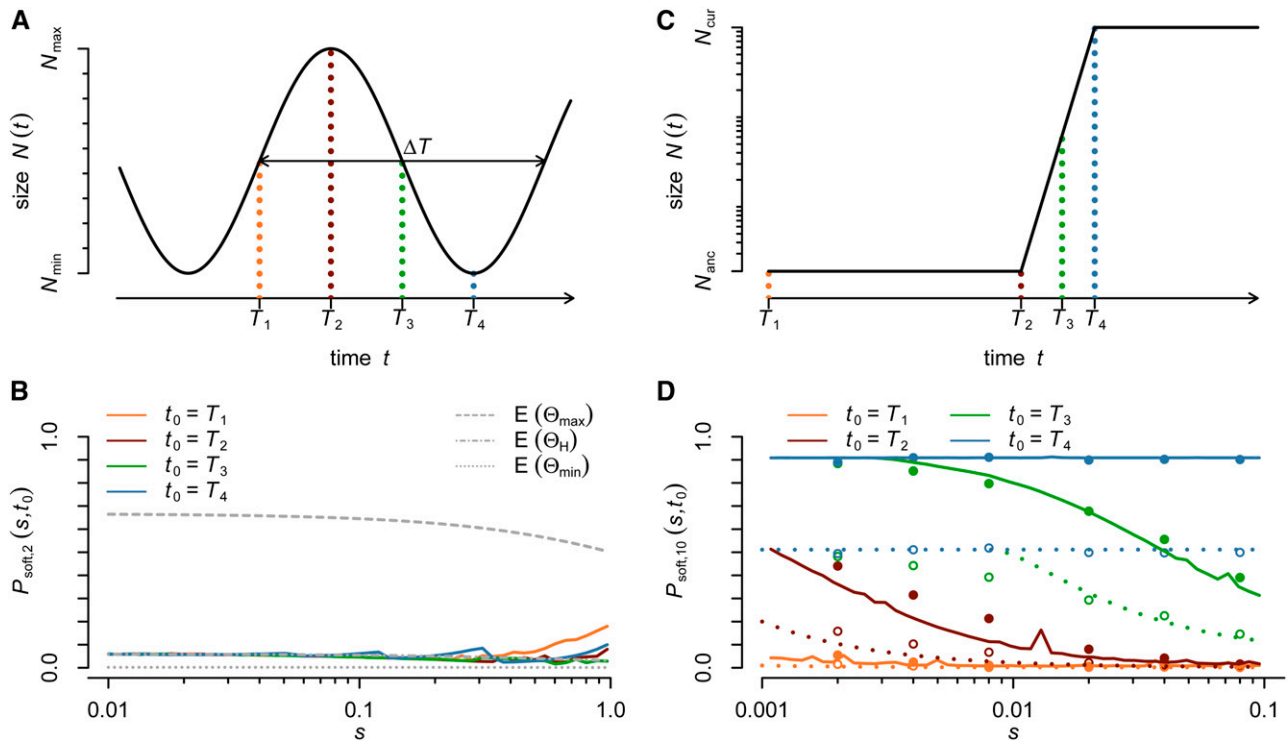 A
N_max
size N(t)
N_min
ΔT
T_1 T_2 T_3 T_4
time t
C
N_cur
size N(t)
N_anc
T_1 T_2 T_3 T_4
time t
B
t_0 = T_1
t_0 = T_2
t_0 = T_3
t_0 = T_4
E (Θ_max)
E (Θ_H)
E (Θ_min)
P_soft,2 (s,t_0)
1.0
0.0
0.01 0.1 1.0
s
D
t_0 = T_1 t_0 = T_3
t_0 = T_2 t_0 = T_4
P_soft,10 (s,t_0)
1.0
0.0
0.001 0.01 0.1
s